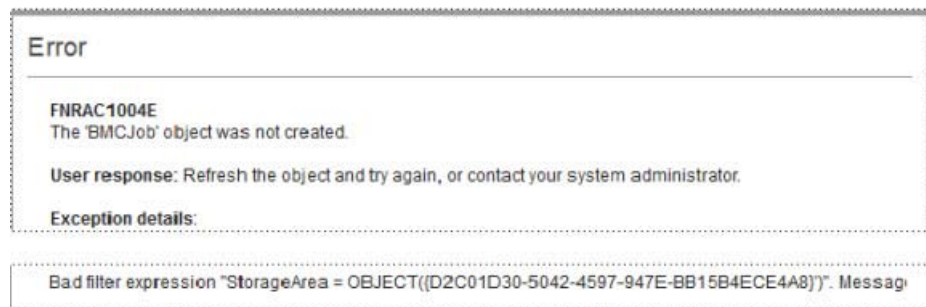 Error
FNRAC1004E
The 'BMCJob' object was not created.
User response: Refresh the object and try again, or contact your system administrator.
Exception details:
Bad filter expression "StorageArea = OBJECT({D2C01D30-5042-4597-947E-BB15B4ECE4A8}')". Messag